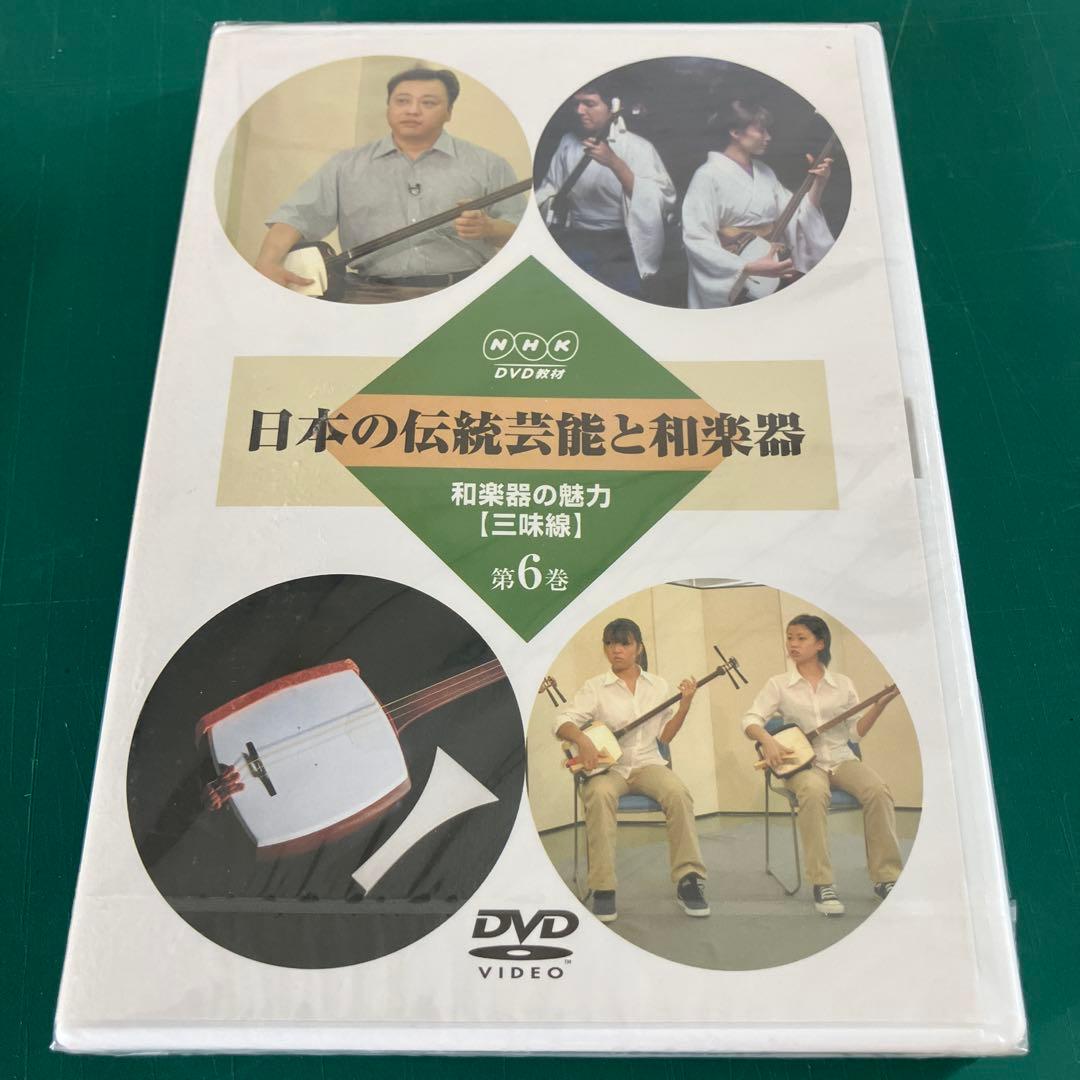 NHK
DVD教材
日本の伝統芸能と和楽器
和楽器の魅力
【三味線】
第6巻
DVD
VIDEO
TM